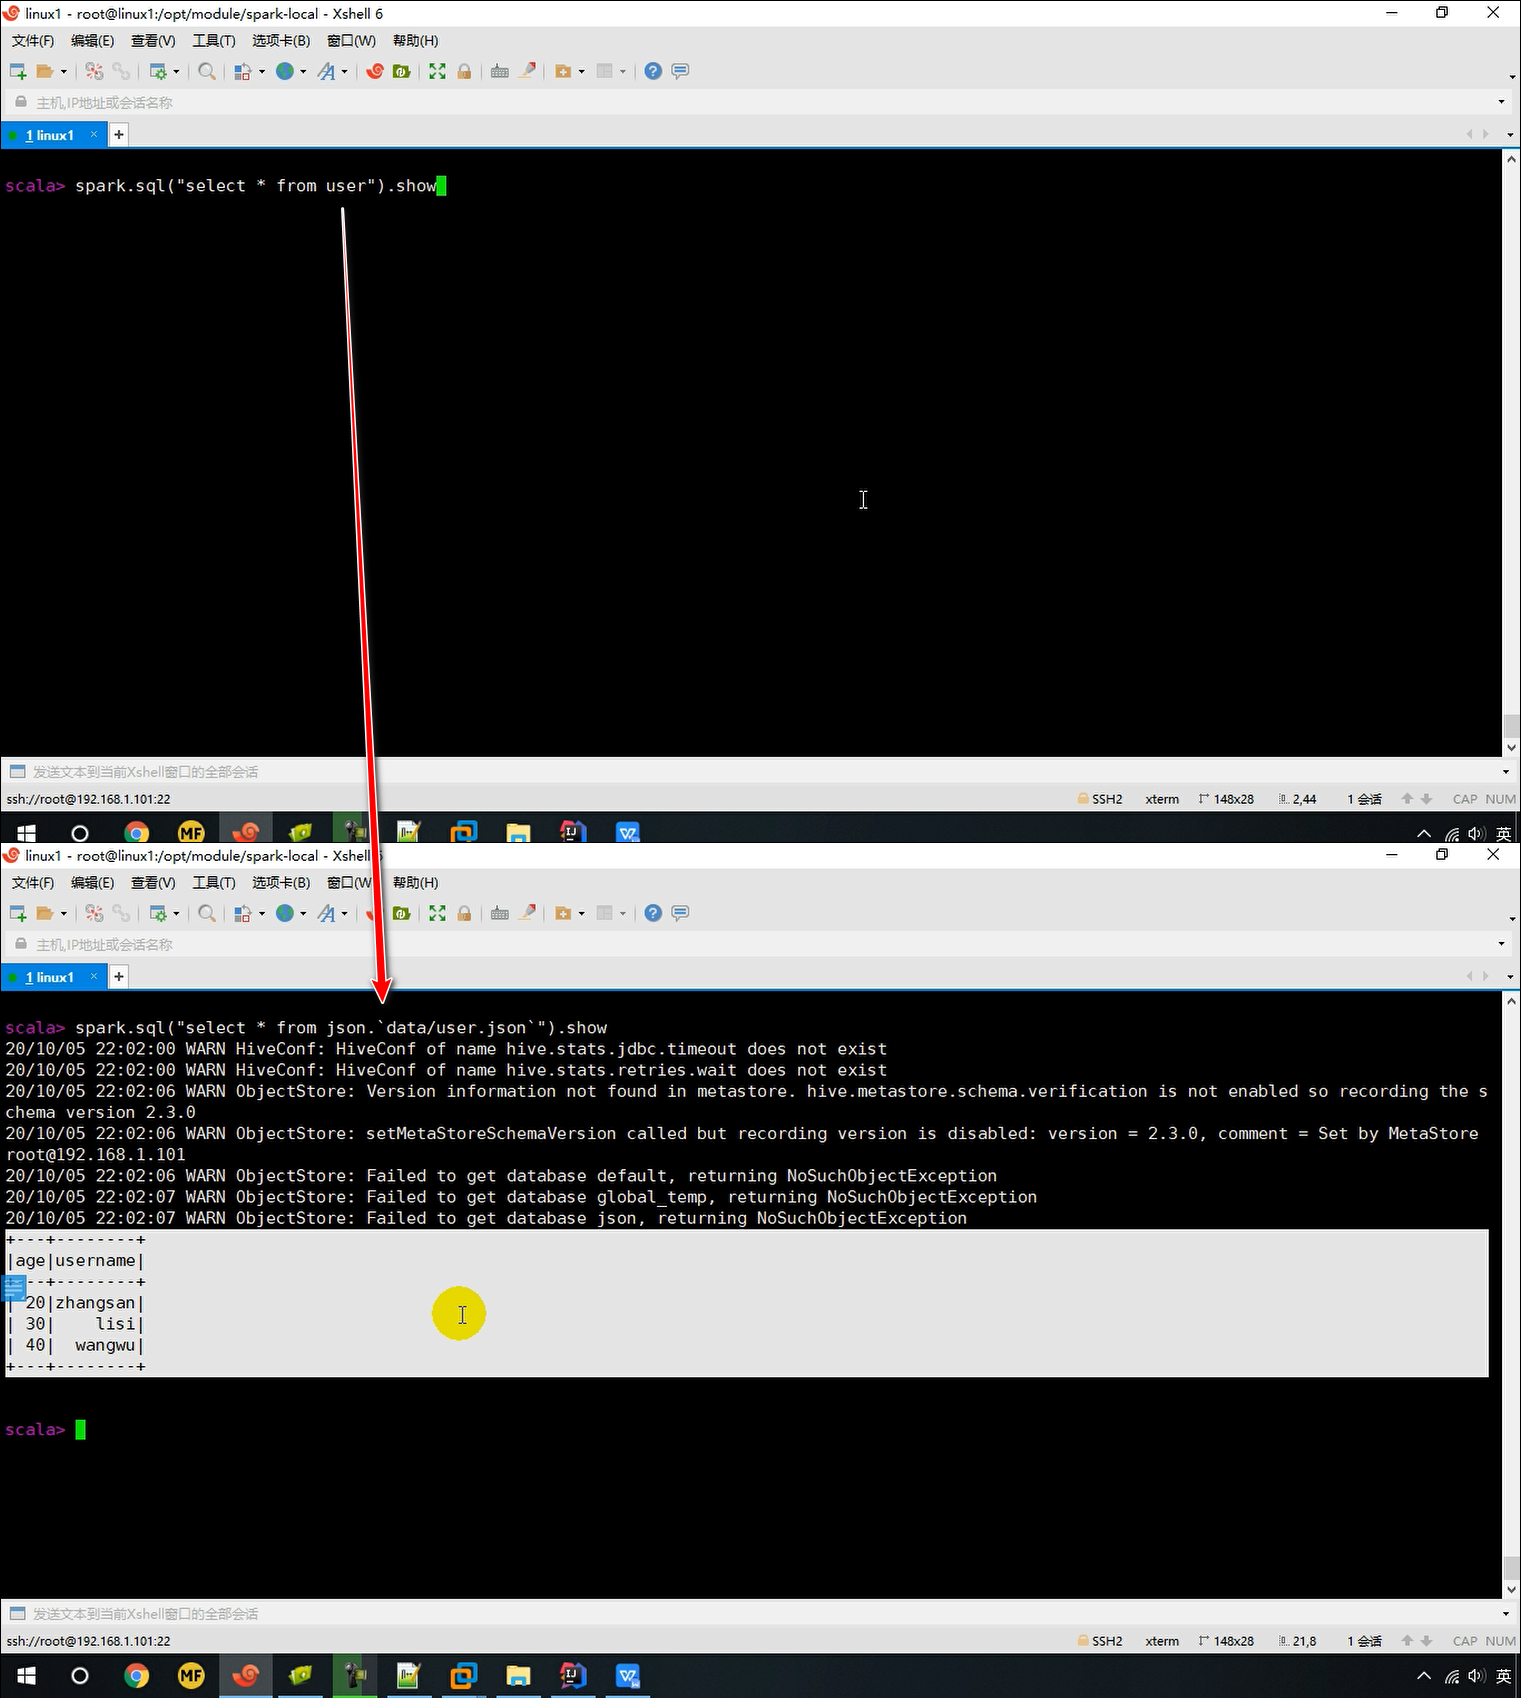 linux1 - root@linux1:/opt/module/spark-local - Xshell 6
文件(F) 编辑(E) 查看(V) 工具(T) 选项卡(B) 窗口(W) 帮助(H)
主机,IP地址或会话名称
1 linux1 × +
scala> spark.sql("select * from user").show
发送文本到当前Xshell窗口的全部会话
ssh://root@192.168.1.101:22 SSH2 xterm 148x28 2,44 1 会话 CAP NUM
MF 英
linux1 - root@linux1:/opt/module/spark-local - Xshell 6
文件(F) 编辑(E) 查看(V) 工具(T) 选项卡(B) 窗口(W 帮助(H)
主机,IP地址或会话名称
1 linux1 × +
scala> spark.sql("select * from json.`data/user.json`").show
20/10/05 22:02:00 WARN HiveConf: HiveConf of name hive.stats.jdbc.timeout does not exist
20/10/05 22:02:00 WARN HiveConf: HiveConf of name hive.stats.retries.wait does not exist
20/10/05 22:02:06 WARN ObjectStore: Version information not found in metastore. hive.metastore.schema.verification is not enabled so recording the s
chema version 2.3.0
20/10/05 22:02:06 WARN ObjectStore: setMetaStoreSchemaVersion called but recording version is disabled: version = 2.3.0, comment = Set by MetaStore
root@192.168.1.101
20/10/05 22:02:06 WARN ObjectStore: Failed to get database default, returning NoSuchObjectException
20/10/05 22:02:07 WARN ObjectStore: Failed to get database global_temp, returning NoSuchObjectException
20/10/05 22:02:07 WARN ObjectStore: Failed to get database json, returning NoSuchObjectException
+---+--------+
|age|username|
--+--------+
| 20|zhangsan|
| 30|    lisi|
| 40|  wangwu|
+---+--------+
scala>
发送文本到当前Xshell窗口的全部会话
ssh://root@192.168.1.101:22 SSH2 xterm 148x28 21,8 1 会话 CAP NUM
MF 英